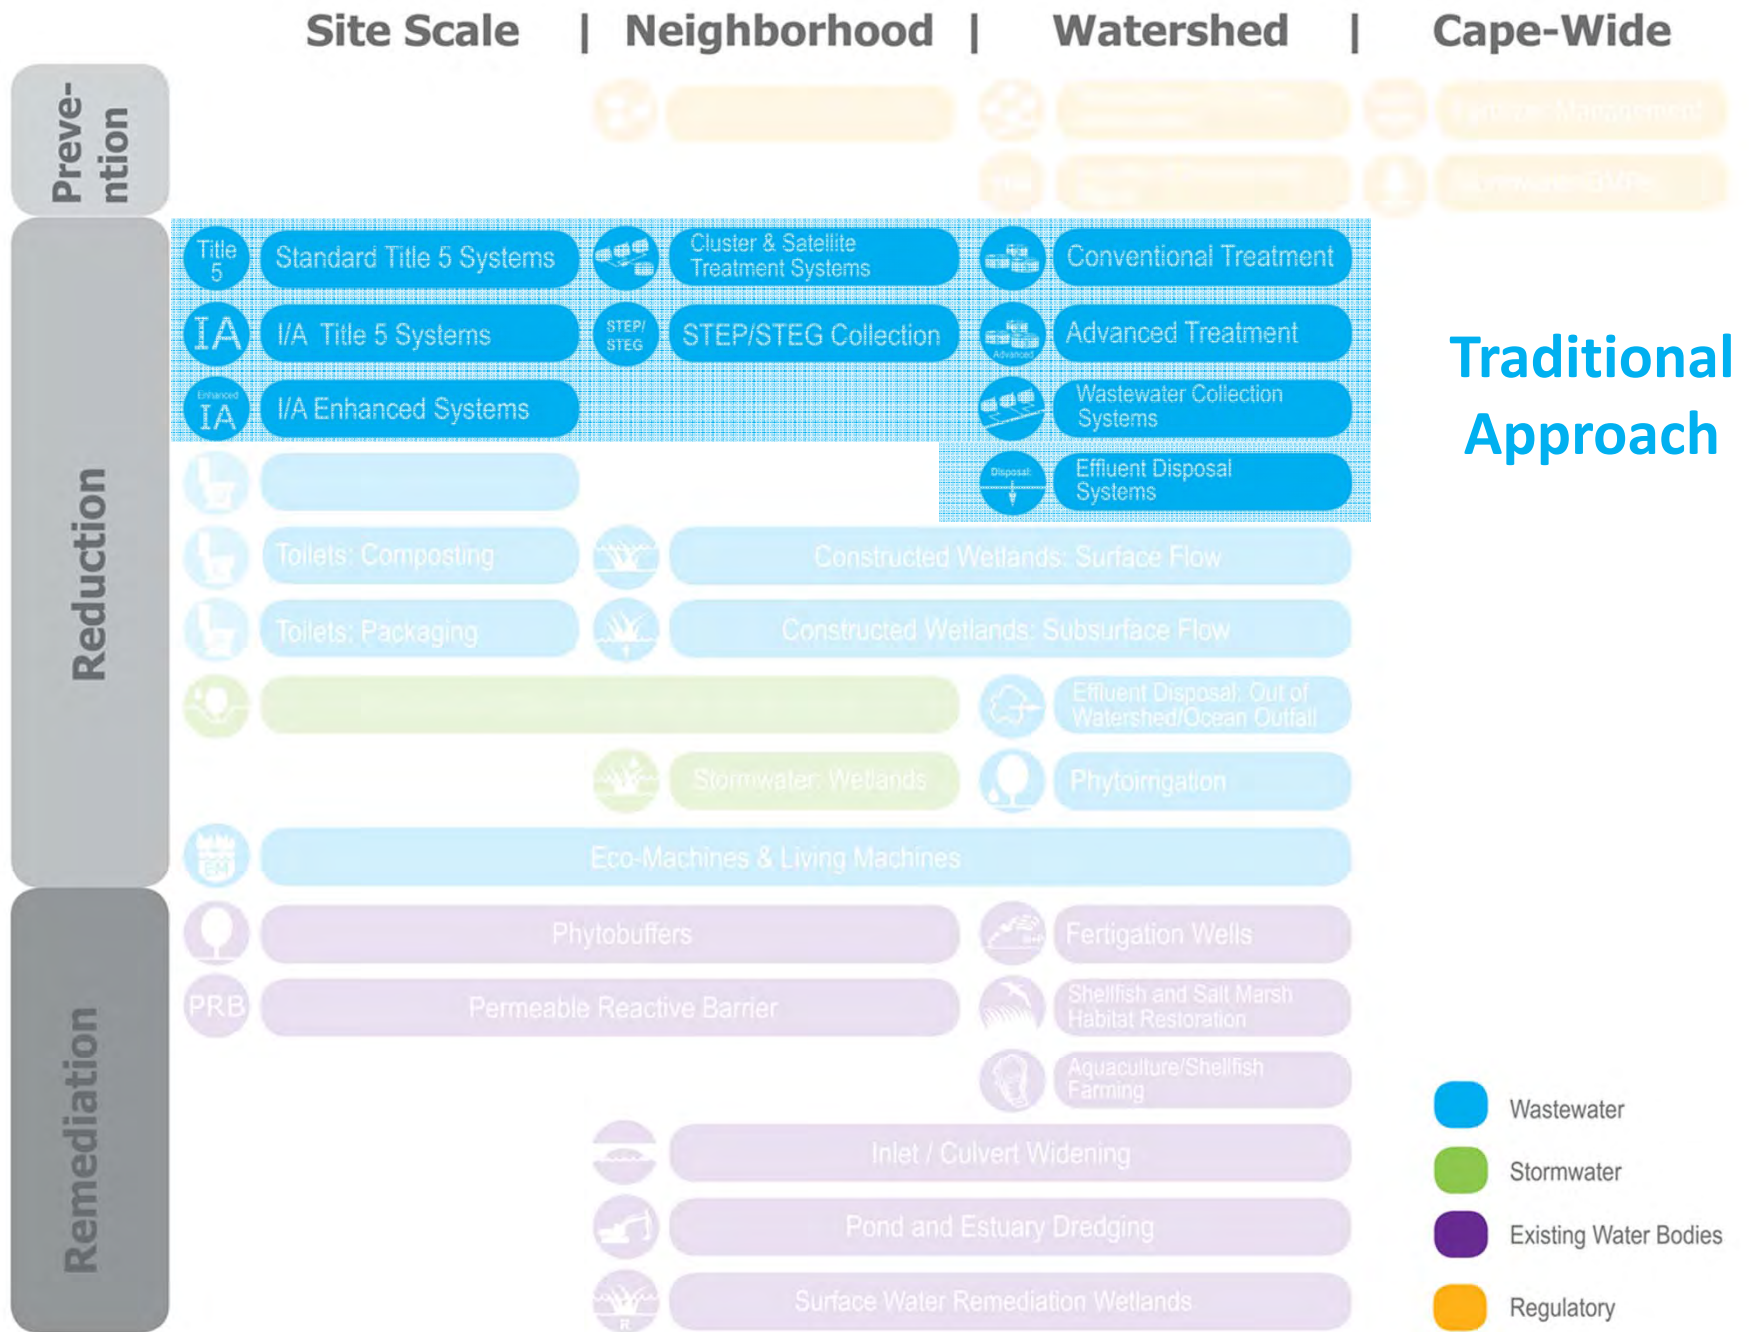 Site Scale | Neighborhood | Watershed | Cape-Wide
Preve-
ntion
Fertilizer Management
Stormwater BMPs
Reduction
Title
5
Standard Title 5 Systems
Cluster & Satellite
Treatment Systems
Conventional Treatment
IA
I/A Title 5 Systems
STEP/
STEG
STEP/STEG Collection
Advanced
Advanced Treatment
Enhanced
IA
I/A Enhanced Systems
Wastewater Collection
Systems
Disposal:
Effluent Disposal
Systems
Traditional
Approach
Toilets: Composting
Constructed Wetlands: Surface Flow
Toilets: Packaging
Constructed Wetlands: Subsurface Flow
Effluent Disposal: Out of
Watershed/Ocean Outfall
Stormwater: Wetlands
Phytoirrigation
EM
Eco-Machines & Living Machines
Remediation
Phytobuffers
Fertigation Wells
PRB
Permeable Reactive Barrier
Shellfish and Salt Marsh
Habitat Restoration
Aquaculture/Shellfish
Farming
Inlet / Culvert Widening
Pond and Estuary Dredging
R
Surface Water Remediation Wetlands
Wastewater
Stormwater
Existing Water Bodies
Regulatory